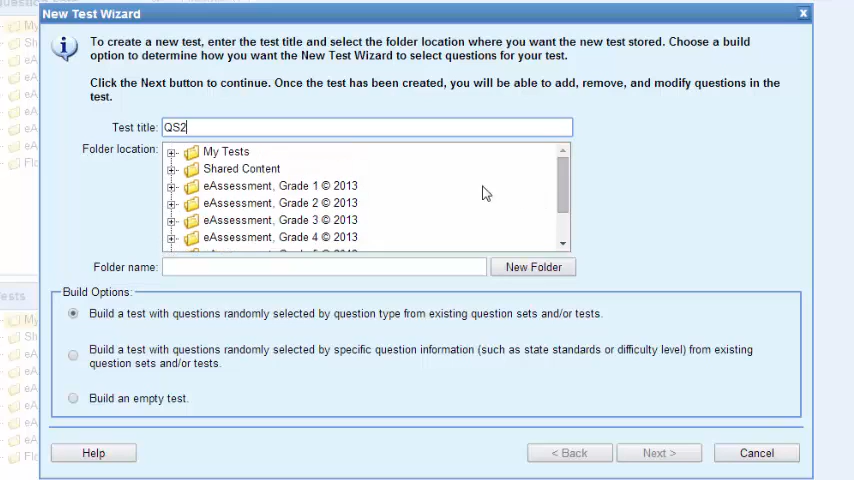 New Test Wizard
To create a new test, enter the test title and select the folder location where you want the new test stored. Choose a build
option to determine how you want the New Test Wizard to select questions for your test.
Click the Next button to continue. Once the test has been created, you will be able to add, remove, and modify questions in the
test.
Test title: QS2
Folder location:
My Tests
Shared Content
eAssessment, Grade 1 © 2013
eAssessment, Grade 2 © 2013
eAssessment, Grade 3 © 2013
eAssessment, Grade 4 © 2013
Folder name:
New Folder
Build Options:
Build a test with questions randomly selected by question type from existing question sets and/or tests.
Build a test with questions randomly selected by specific question information (such as state standards or difficulty level) from existing
question sets and/or tests.
Build an empty test.
Help
< Back
Next >
Cancel